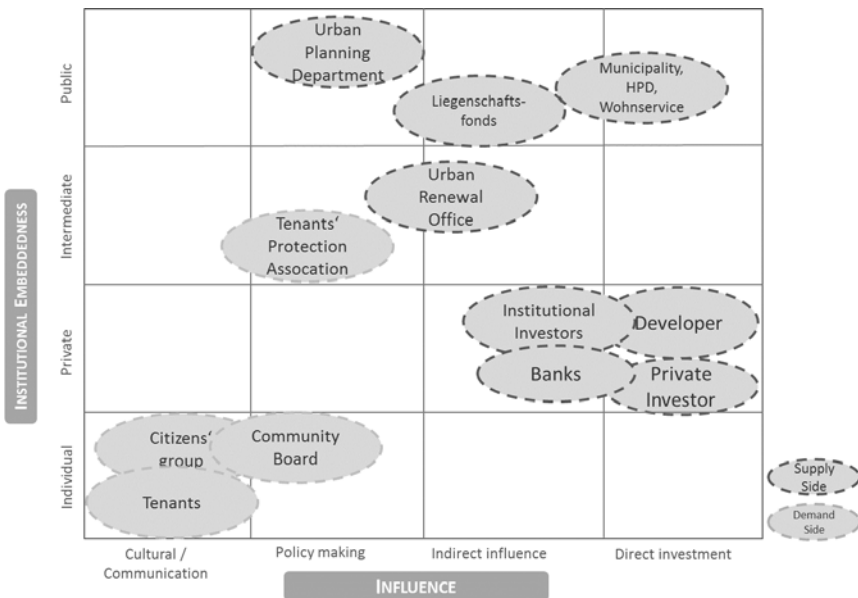 Urban
Planning
Department
Municipality,
HPD,
Wohnservice
Liegenschafts-
fonds
Public
Urban
Renewal
Office
Tenants‘
Protection
Assocation
Intermediate
INSTITUTIONAL EMBEDDEDNESS
Institutional
Investors
Developer
Banks
Private
Investor
Private
Citizens‘
group
Community
Board
Tenants
Individual
Supply
Side
Demand
Side
Cultural /
Communication
Policy making
Indirect influence
Direct investment
INFLUENCE